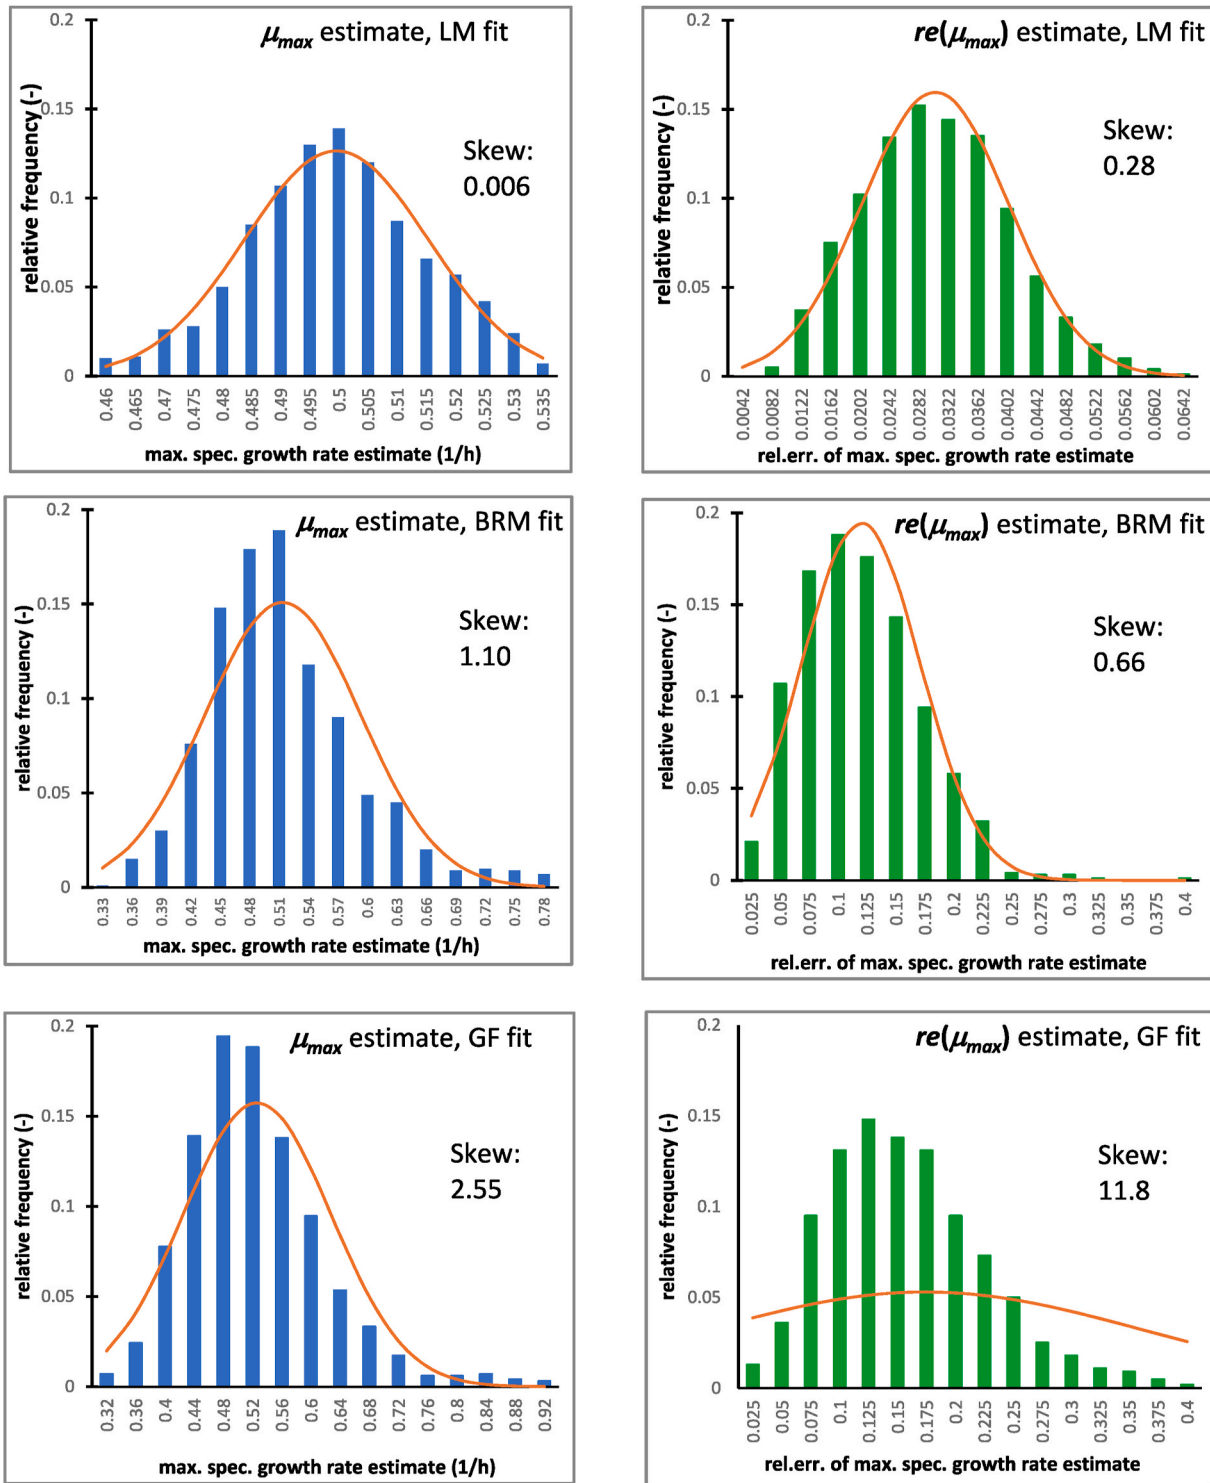 μmax estimate, LM fit
relative frequency (-)
0.2
0.15
0.1
0.05
0
Skew:
0.006
0.46 0.465 0.47 0.475 0.48 0.485 0.49 0.495 0.5 0.505 0.51 0.515 0.52 0.525 0.53 0.535
max. spec. growth rate estimate (1/h)
re(μmax) estimate, LM fit
relative frequency (-)
0.2
0.15
0.1
0.05
0
Skew:
0.28
0.0042 0.0082 0.0122 0.0162 0.0202 0.0242 0.0282 0.0322 0.0362 0.0402 0.0442 0.0482 0.0522 0.0562 0.0602 0.0642
rel.err. of max. spec. growth rate estimate
μmax estimate, BRM fit
relative frequency (-)
0.2
0.15
0.1
0.05
0
Skew:
1.10
0.33 0.36 0.39 0.42 0.45 0.48 0.51 0.54 0.57 0.6 0.63 0.66 0.69 0.72 0.75 0.78
max. spec. growth rate estimate (1/h)
re(μmax) estimate, BRM fit
relative frequency (-)
0.2
0.15
0.1
0.05
0
Skew:
0.66
0.025 0.05 0.075 0.1 0.125 0.15 0.175 0.2 0.225 0.25 0.275 0.3 0.325 0.35 0.375 0.4
rel.err. of max. spec. growth rate estimate
μmax estimate, GF fit
relative frequency (-)
0.2
0.15
0.1
0.05
0
Skew:
2.55
0.32 0.36 0.4 0.44 0.48 0.52 0.56 0.6 0.64 0.68 0.72 0.76 0.8 0.84 0.88 0.92
max. spec. growth rate estimate (1/h)
re(μmax) estimate, GF fit
relative frequency (-)
0.2
0.15
0.1
0.05
0
Skew:
11.8
0.025 0.05 0.075 0.1 0.125 0.15 0.175 0.2 0.225 0.25 0.275 0.3 0.325 0.35 0.375 0.4
rel.err. of max. spec. growth rate estimate